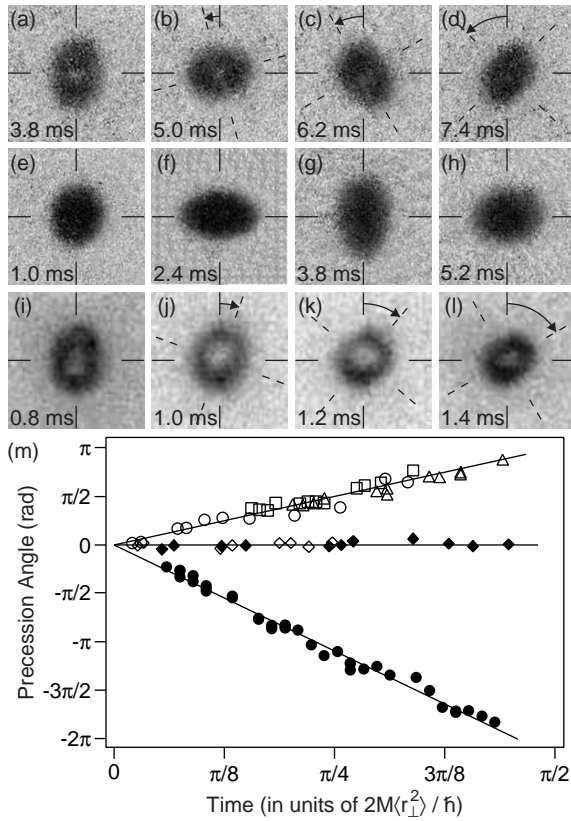 (a) (b) (c) (d)
3.8 ms 5.0 ms 6.2 ms 7.4 ms
(e) (f) (g) (h)
1.0 ms 2.4 ms 3.8 ms 5.2 ms
(i) (j) (k) (l)
0.8 ms 1.0 ms 1.2 ms 1.4 ms
(m)
Precession Angle (rad)
π
π/2
0
-π/2
-π
-3π/2
-2π
0 π/8 π/4 3π/8 π/2
Time (in units of 2M⟨r⊥²⟩ / ħ)